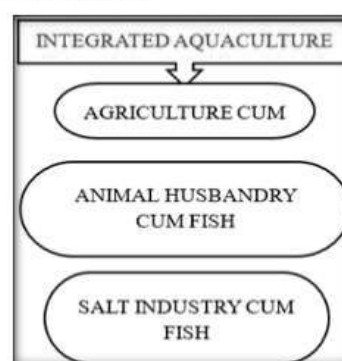 INTEGRATED AQUACULTURE
AGRICULTURE CUM
ANIMAL HUSBANDRY
CUM FISH
SALT INDUSTRY CUM
FISH